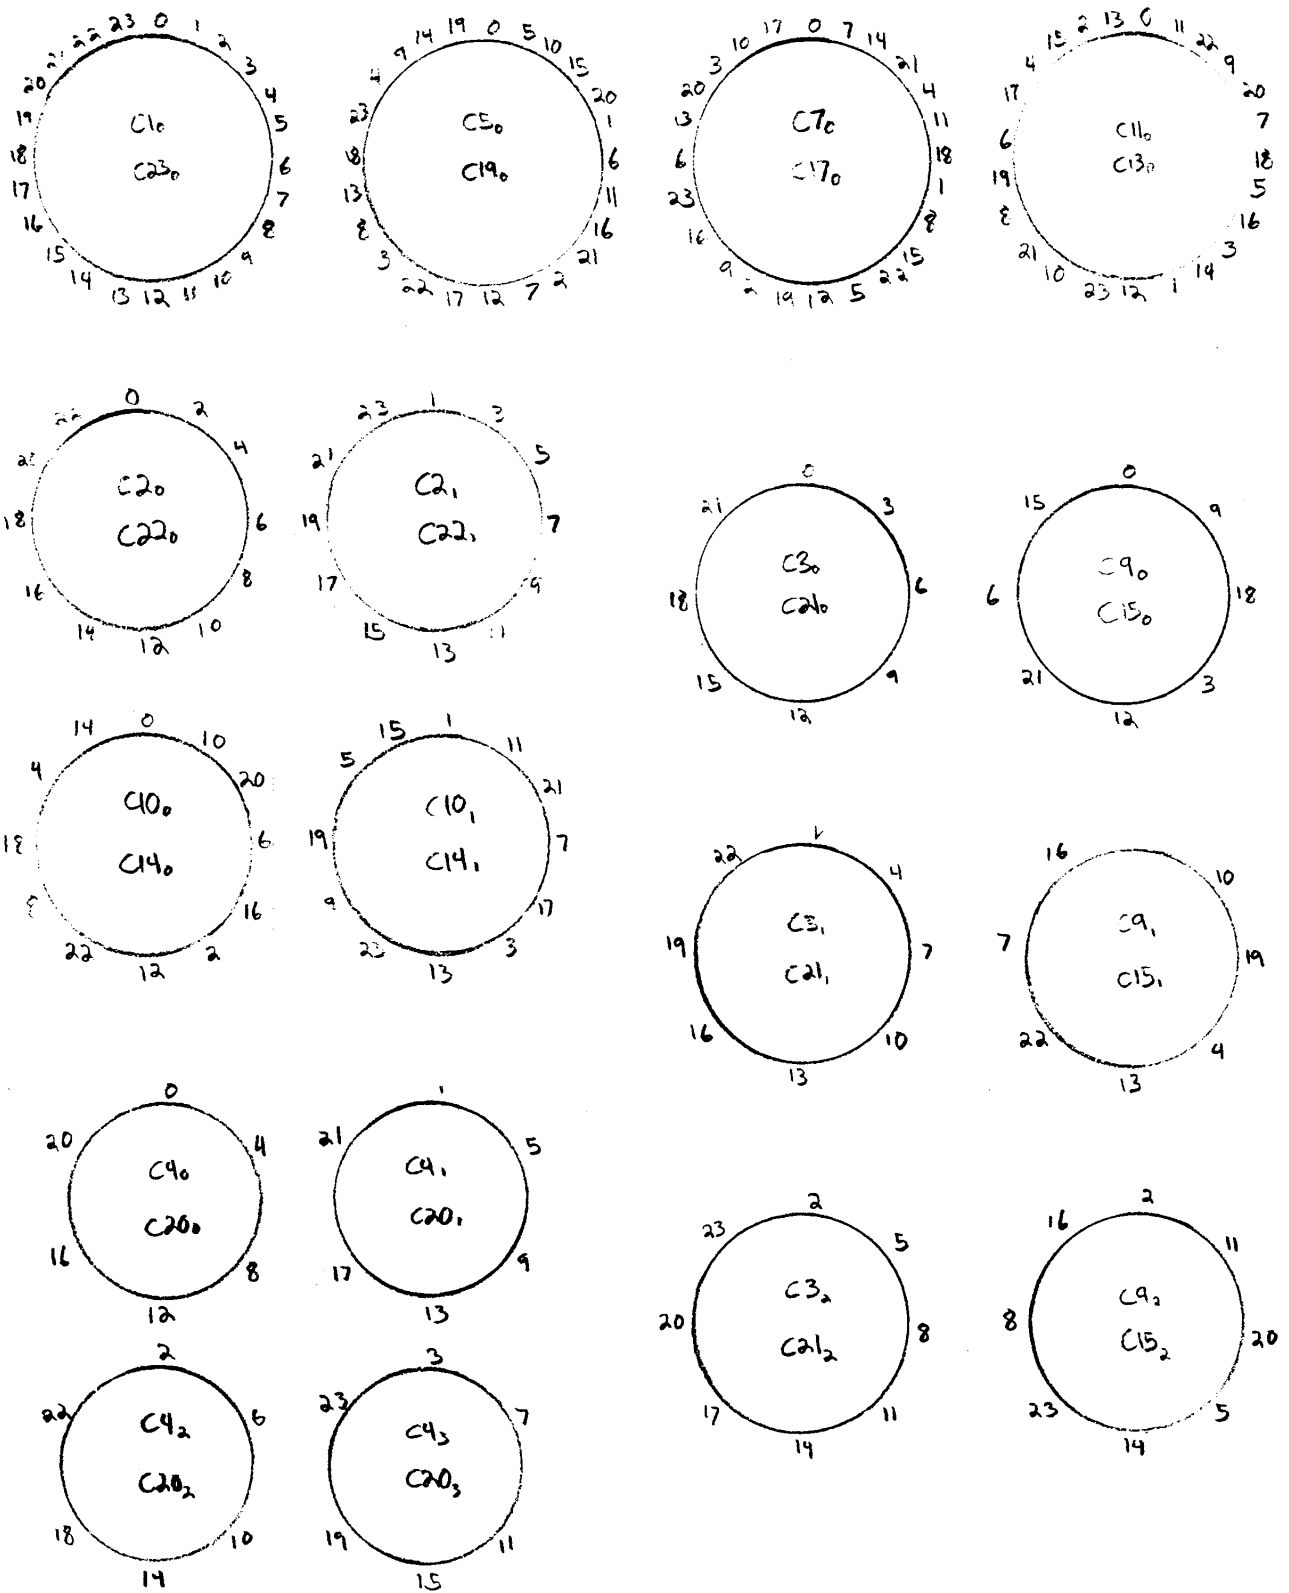 23 0 1 2 3 4 5 6 7 8 9 10 11 12 13 14 15 16 17 18 19 20 21 22
C1₀
C23₀
0 5 10 15 20 1 6 11 16 21 2 7 12 17 22 3 8 13 18 23 4 9 14 19
C5₀
C19₀
0 7 14 21 4 11 18 1 8 15 22 5 12 19 2 9 16 23 6 13 20 3 10 17
C7₀
C17₀
0 11 22 9 20 7 18 5 16 3 14 1 12 23 10 21 8 19 6 17 4 15 2 13
C11₀
C13₀
0 2 4 6 8 10 12 14 16 18 20 22
C2₀
C22₀
1 3 5 7 9 11 13 15 17 19 21 23
C2₁
C22₁
0 3 6 9 12 15 18 21
C3₀
C21₀
0 9 18 3 12 21 6 15
C9₀
C15₀
0 10 20 6 16 2 12 22 8 18 4 14
C10₀
C14₀
1 11 21 7 17 3 13 23 9 19 5 15
C10₁
C14₁
1 4 7 10 13 16 19 22
C3₁
C21₁
10 19 4 13 22 7 16
C9₁
C15₁
0 4 8 12 16 20
C4₀
C20₀
1 5 9 13 17 21
C4₁
C20₁
2 5 8 11 14 17 20 23
C3₂
C21₂
2 11 20 5 14 23 8 16
C9₂
C15₂
2 6 10 14 18 22
C4₂
C20₂
3 7 11 15 19 23
C4₃
C20₃